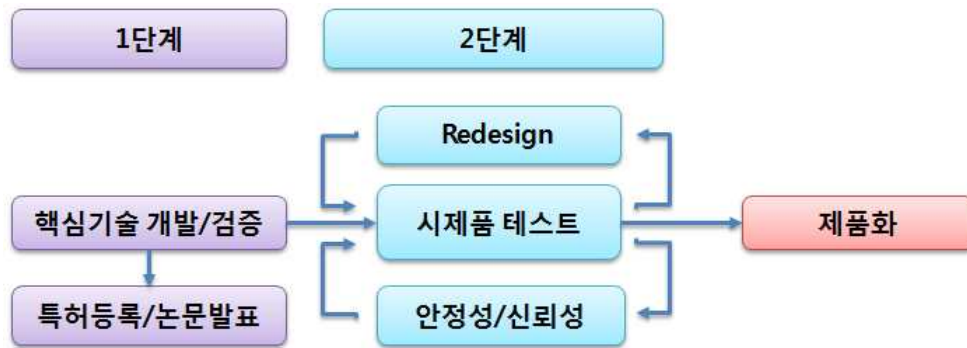 1단계
2단계
Redesign
핵심기술 개발/검증
시제품 테스트
제품화
특허등록/논문발표
안정성/신뢰성